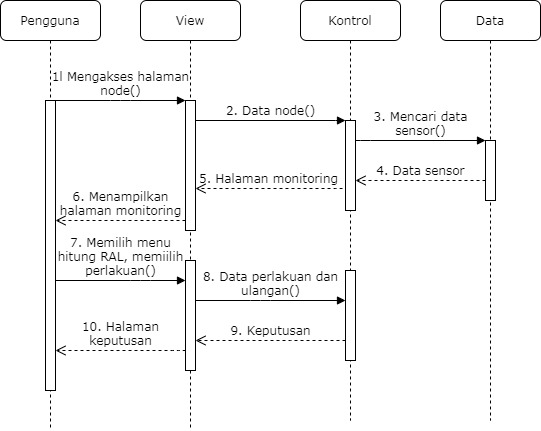 Pengguna
View
Kontrol
Data
1l Mengakses halaman
node()
2. Data node()
3. Mencari data
sensor()
4. Data sensor
5. Halaman monitoring
6. Menampilkan
halaman monitoring
7. Memilih menu
hitung RAL, memiilih
perlakuan()
8. Data perlakuan dan
ulangan()
9. Keputusan
10. Halaman
keputusan